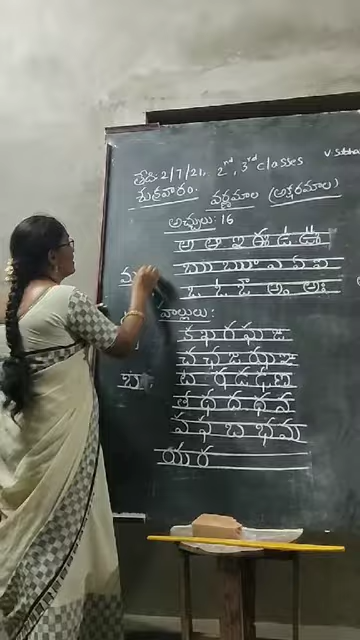 తేది: 2/7/21, 2nd, 3rd classes
శుక్రవారం. వర్ణమాల (అక్షరమాల)
అచ్చులు: 16
అ ఆ ఇ ఈ ఉ ఊ
ఋ ౠ ఎ ఏ ఐ
ఒ ఓ ఔ అం అః
హల్లులు:
క ఖ గ ఘ ఙ
చ ఛ జ ఝ ఞ
ట ఠ డ ఢ ణ
త థ ద ధ న
ప ఫ బ భ మ
య ర